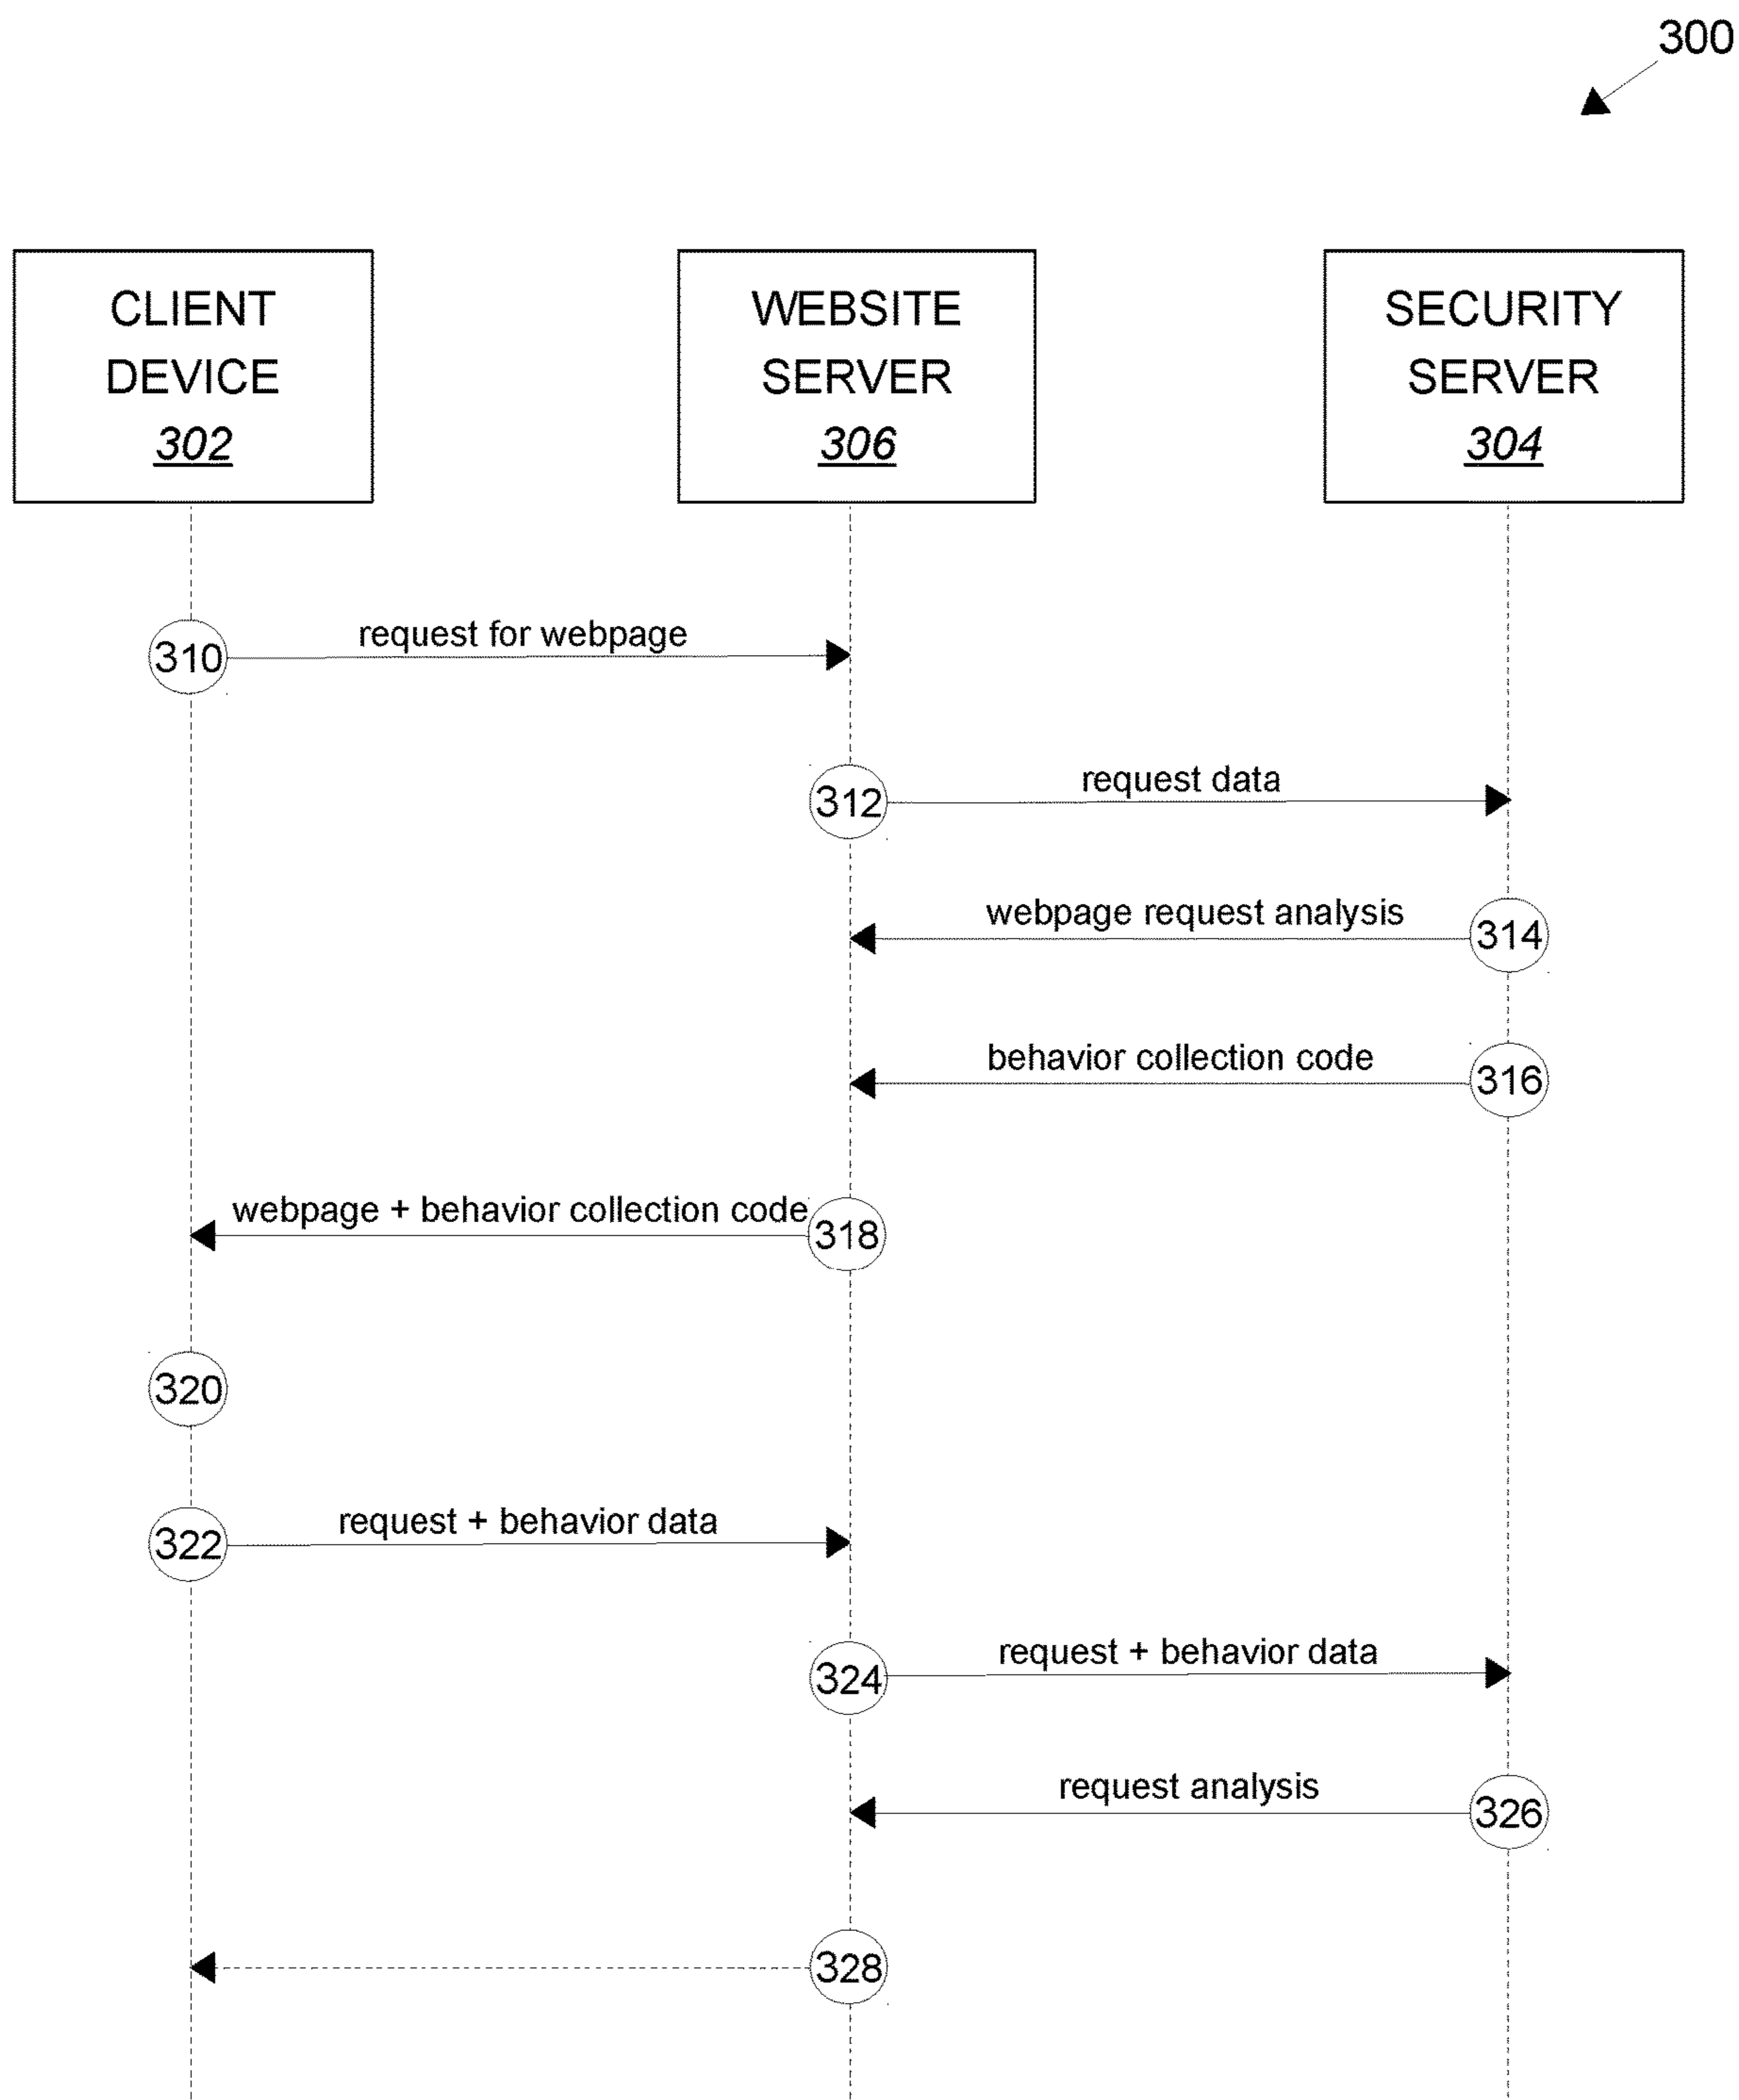 300
CLIENT
DEVICE
302
WEBSITE
SERVER
306
SECURITY
SERVER
304
310
request for webpage
312
request data
webpage request analysis
314
behavior collection code
316
webpage + behavior collection code
318
320
322
request + behavior data
324
request + behavior data
request analysis
326
328